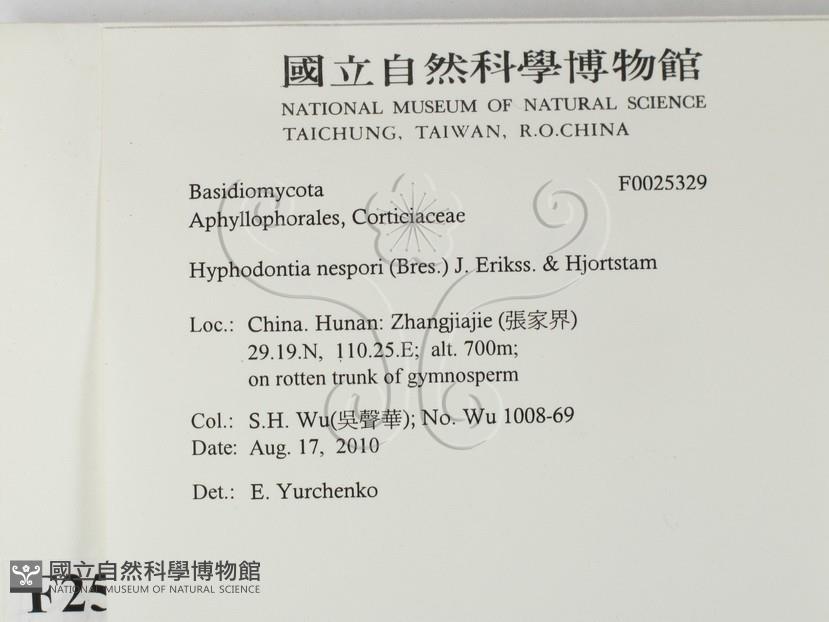 國立自然科學博物館
NATIONAL MUSEUM OF NATURAL SCIENCE
TAICHUNG, TAIWAN, R.O.CHINA
Basidiomycota F0025329
Aphyllophorales, Corticiaceae
Hyphodontia nespori (Bres.) J. Erikss. & Hjortstam
Loc.: China. Hunan: Zhangjiajie (張家界)
29.19.N, 110.25.E; alt. 700m;
on rotten trunk of gymnosperm
Col.: S.H. Wu(吳聲華); No. Wu 1008-69
Date: Aug. 17, 2010
Det.: E. Yurchenko
國立自然科學博物館
NATIONAL MUSEUM OF NATURAL SCIENCE
F25